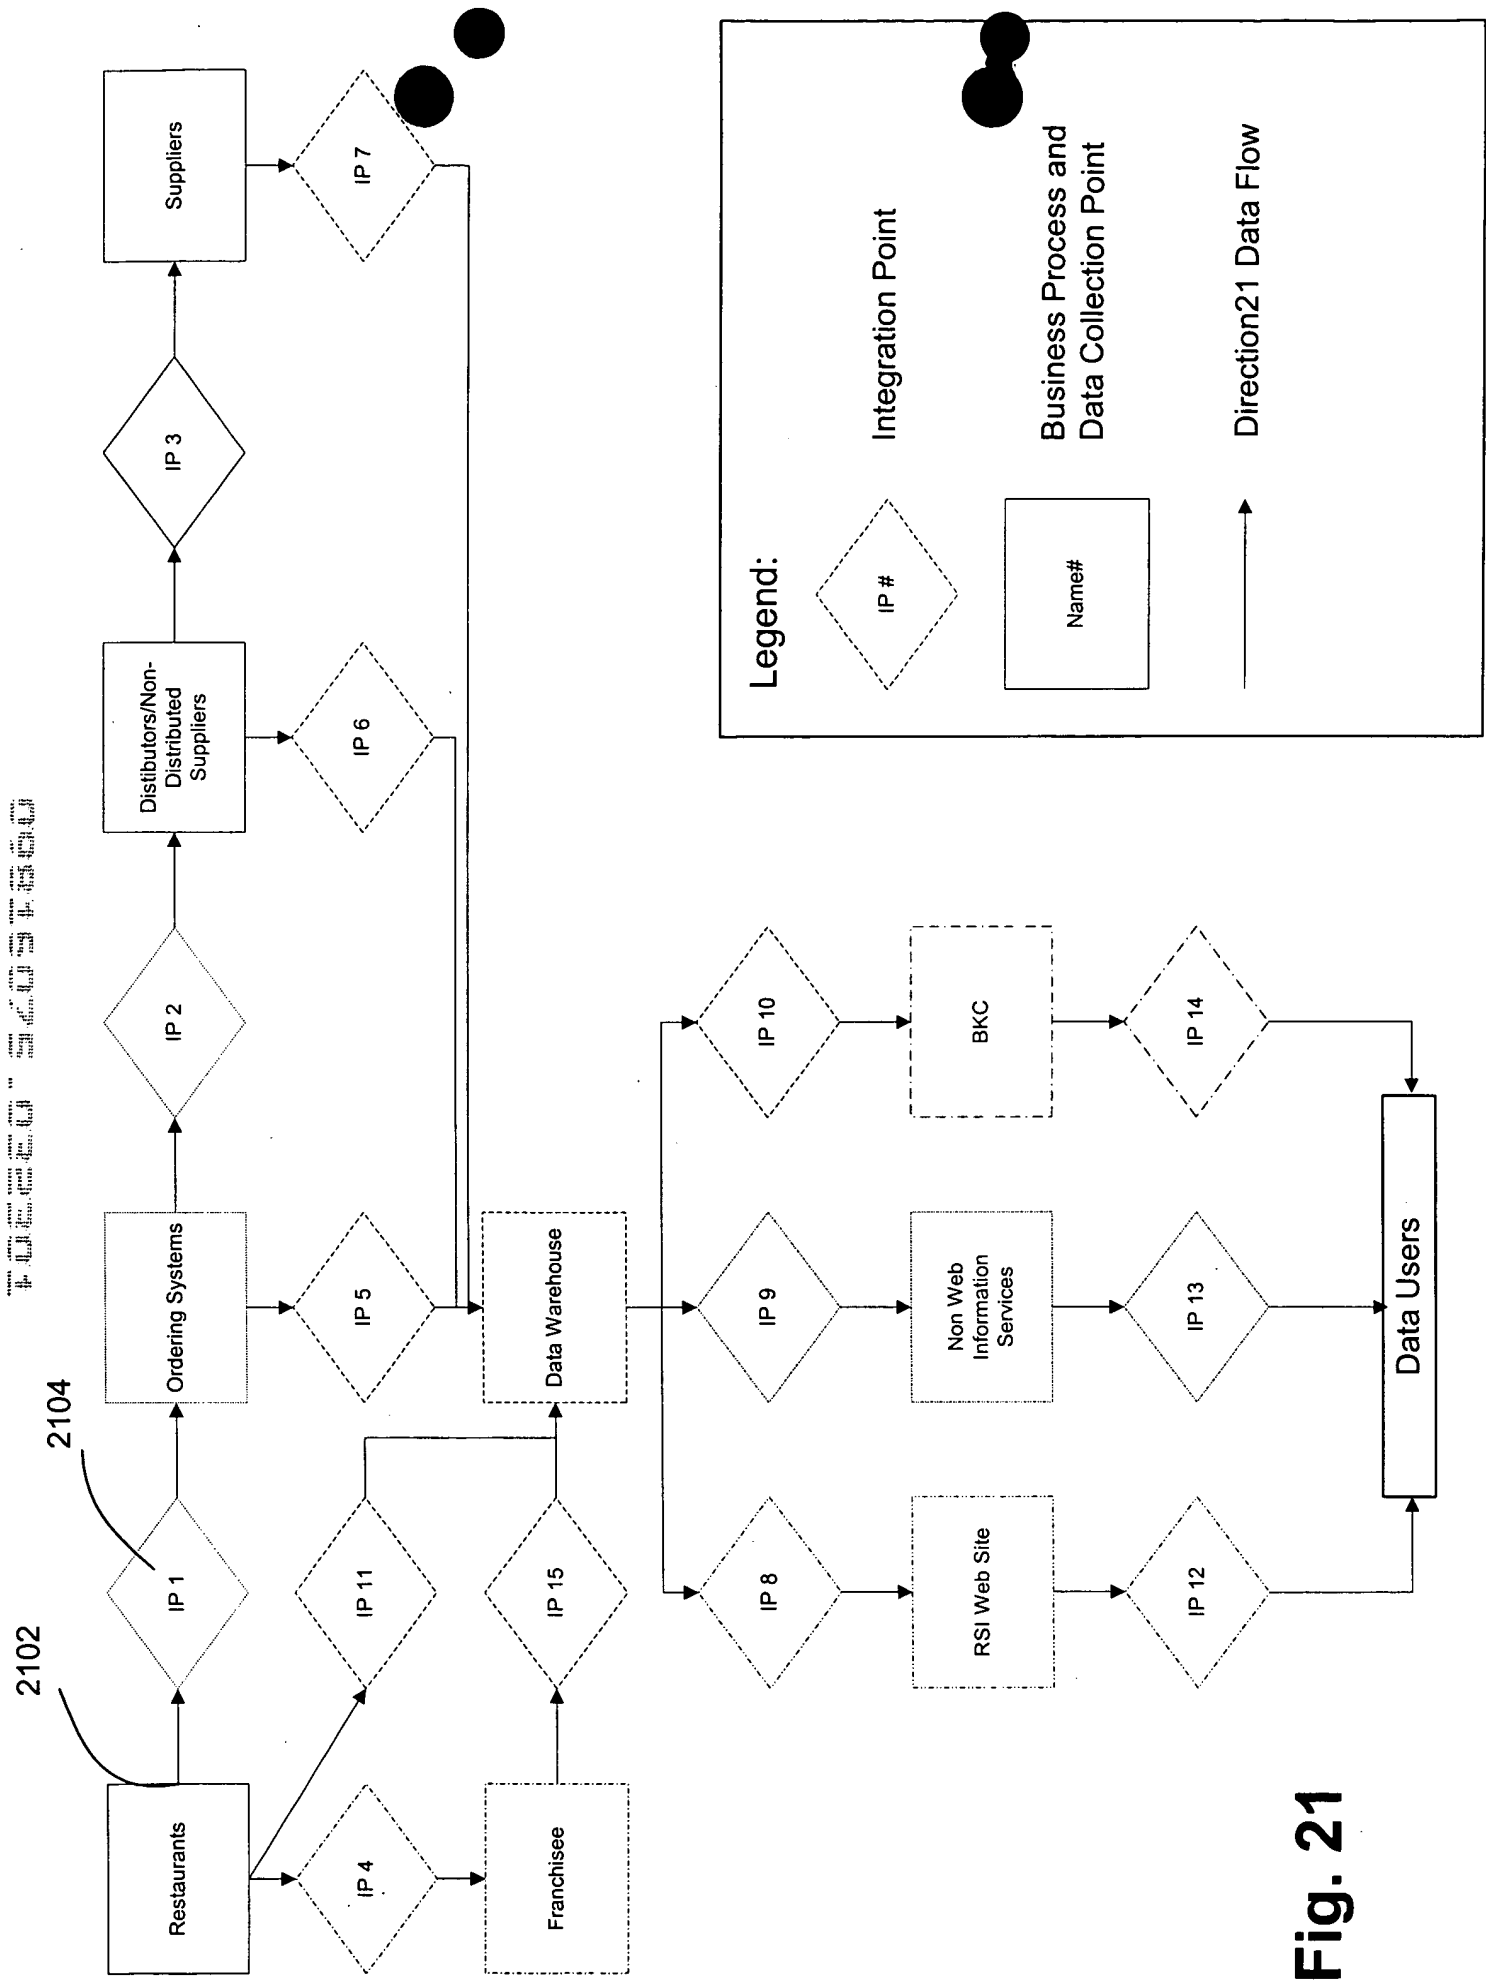 2102
2104
Restaurants
IP 1
Ordering Systems
IP 2
Distibutors/Non-
Distributed
Suppliers
IP 3
Suppliers
IP 4
IP 11
IP 5
IP 6
IP 7
Franchisee
IP 15
Data Warehouse
IP 8
IP 9
IP 10
RSI Web Site
Non Web
Information
Services
BKC
IP 12
IP 13
IP 14
Data Users
Legend:
IP #
Integration Point
Name#
Business Process and
Data Collection Point
Direction21 Data Flow
Fig. 21